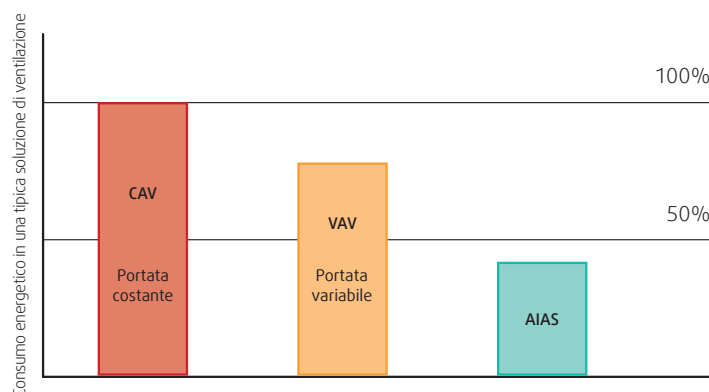 Consumo energetico in una tipica soluzione di ventilazione
100%
50%
CAV
Portata
costante
VAV
Portata
variabile
AIAS